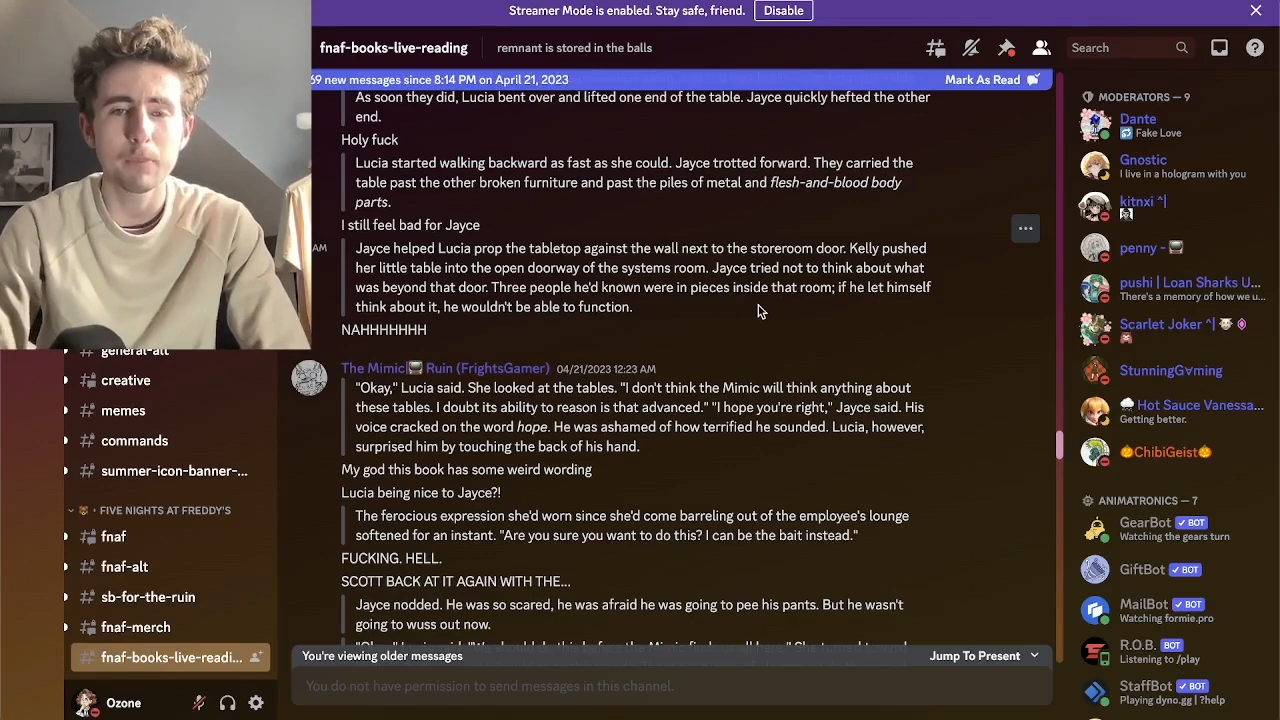 Streamer Mode is enabled. Stay safe, friend.
Disable
fnaf-books-live-reading
remnant is stored in the balls
Search
69 new messages since 8:14 PM on April 21, 2023
Mark As Read
As soon they did, Lucia bent over and lifted one end of the table. Jayce quickly hefted the other
end.
Holy fuck
Lucia started walking backward as fast as she could. Jayce trotted forward. They carried the
table past the other broken furniture and past the piles of metal and flesh-and-blood body
parts.
I still feel bad for Jayce
AM
Jayce helped Lucia prop the tabletop against the wall next to the storeroom door. Kelly pushed
her little table into the open doorway of the systems room. Jayce tried not to think about what
was beyond that door. Three people he'd known were in pieces inside that room; if he let himself
think about it, he wouldn't be able to function.
NAHHHHHHH
The Mimic| Ruin (FrightsGamer) 04/21/2023 12:23 AM
"Okay," Lucia said. She looked at the tables. "I don't think the Mimic will think anything about
these tables. I doubt its ability to reason is that advanced." "I hope you're right," Jayce said. His
voice cracked on the word hope. He was ashamed of how terrified he sounded. Lucia, however,
surprised him by touching the back of his hand.
My god this book has some weird wording
Lucia being nice to Jayce?!
The ferocious expression she'd worn since she'd come barreling out of the employee's lounge
softened for an instant. "Are you sure you want to do this? I can be the bait instead."
FUCKING. HELL.
SCOTT BACK AT IT AGAIN WITH THE...
Jayce nodded. He was so scared, he was afraid he was going to pee his pants. But he wasn't
going to wuss out now.
You're viewing older messages
Jump To Present
You do not have permission to send messages in this channel.
general-alt
creative
memes
commands
summer-icon-banner-...
FIVE NIGHTS AT FREDDY'S
fnaf
fnaf-alt
sb-for-the-ruin
fnaf-merch
fnaf-books-live-readi...
Ozone
MODERATORS — 9
Dante
Fake Love
Gnostic
I live in a hologram with you
kitnxi ^|
penny -
pushi | Loan Sharks U...
There's a memory of how we u...
Scarlet Joker ^|
StunningG∀ming
Hot Sauce Vanessa...
Getting better.
ChibiGeist
ANIMATRONICS — 7
GearBot ✓ BOT
Watching the gears turn
GiftBot ✓ BOT
MailBot ✓ BOT
Watching formie.pro
R.O.B. BOT
Listening to /play
StaffBot ✓ BOT
Playing dyno.gg | ?help